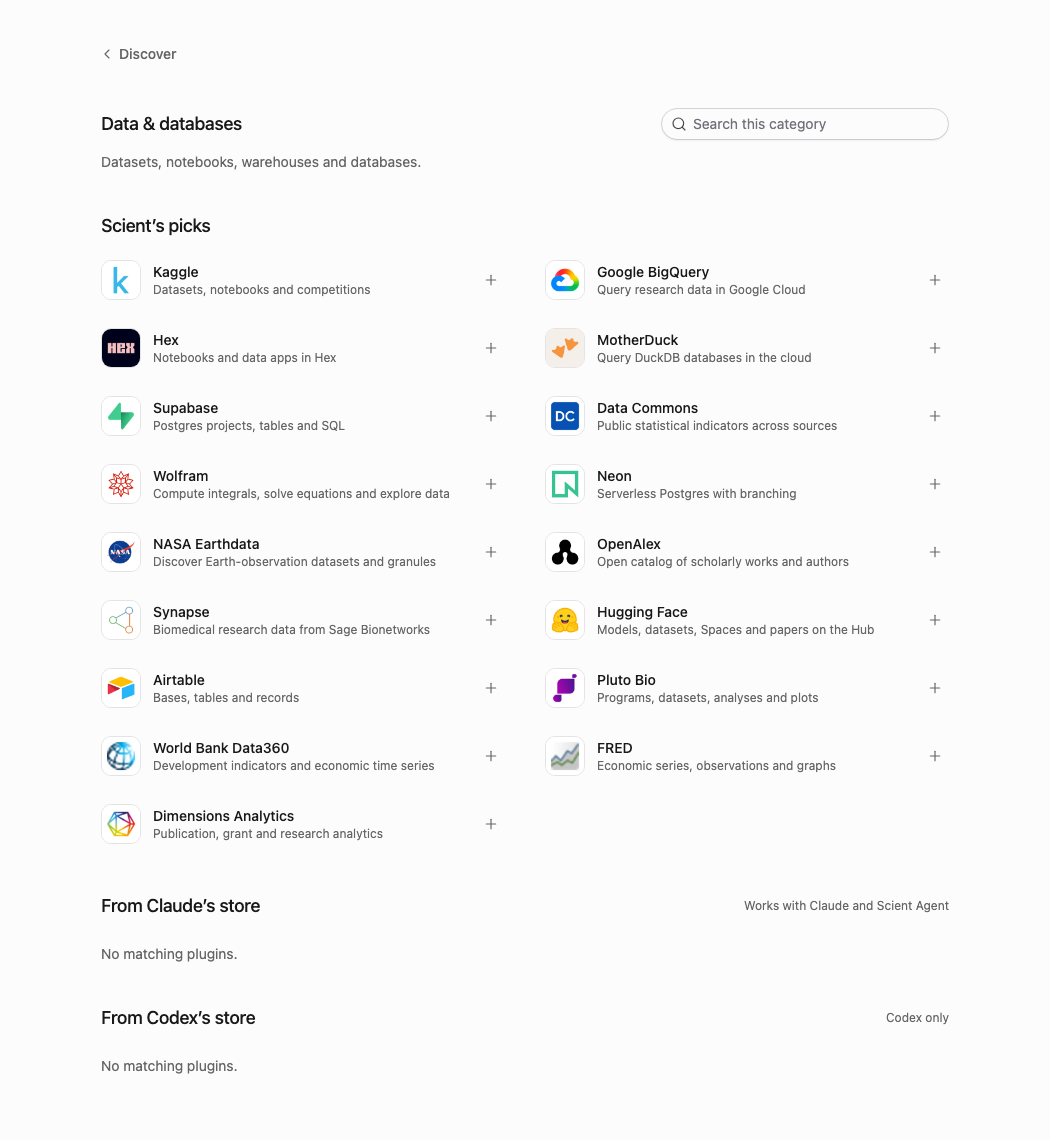 Discover
Data & databases
Search this category
Datasets, notebooks, warehouses and databases.
Scient's picks
k
Kaggle
Datasets, notebooks and competitions
Google BigQuery
Query research data in Google Cloud
HEX
Hex
Notebooks and data apps in Hex
MotherDuck
Query DuckDB databases in the cloud
Supabase
Postgres projects, tables and SQL
DC
Data Commons
Public statistical indicators across sources
Wolfram
Compute integrals, solve equations and explore data
Neon
Serverless Postgres with branching
NASA
NASA Earthdata
Discover Earth-observation datasets and granules
OpenAlex
Open catalog of scholarly works and authors
Synapse
Biomedical research data from Sage Bionetworks
Hugging Face
Models, datasets, Spaces and papers on the Hub
Airtable
Bases, tables and records
Pluto Bio
Programs, datasets, analyses and plots
World Bank Data360
Development indicators and economic time series
FRED
Economic series, observations and graphs
Dimensions Analytics
Publication, grant and research analytics
From Claude's store
Works with Claude and Scient Agent
No matching plugins.
From Codex's store
Codex only
No matching plugins.